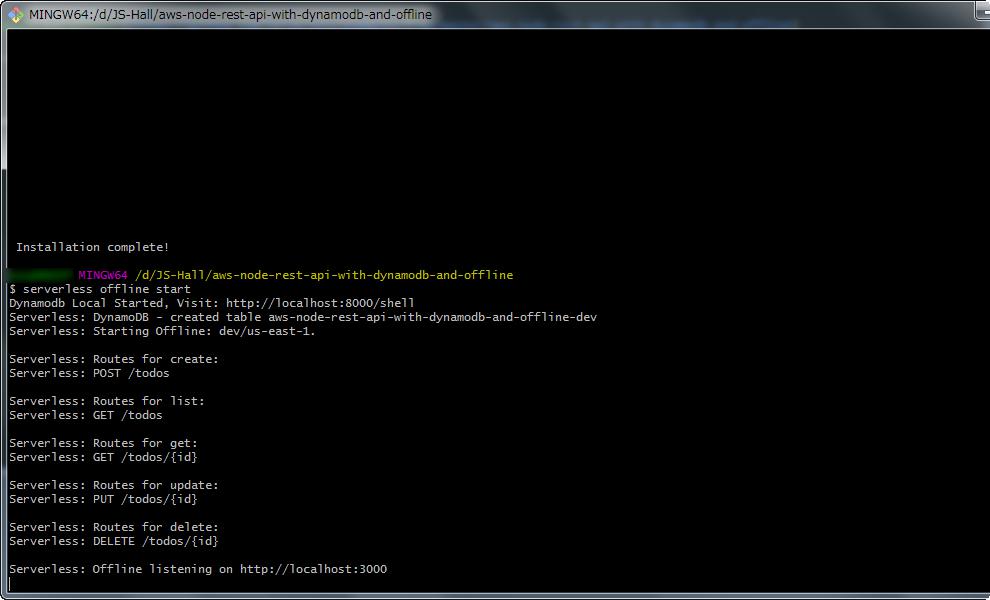 MINGW64:/d/JS-Hall/aws-node-rest-api-with-dynamodb-and-offline
Installation complete!
MINGW64 /d/JS-Hall/aws-node-rest-api-with-dynamodb-and-offline
$ serverless offline start
Dynamodb Local Started, Visit: http://localhost:8000/shell
Serverless: DynamoDB - created table aws-node-rest-api-with-dynamodb-and-offline-dev
Serverless: Starting Offline: dev/us-east-1.
Serverless: Routes for create:
Serverless: POST /todos
Serverless: Routes for list:
Serverless: GET /todos
Serverless: Routes for get:
Serverless: GET /todos/{id}
Serverless: Routes for update:
Serverless: PUT /todos/{id}
Serverless: Routes for delete:
Serverless: DELETE /todos/{id}
Serverless: Offline listening on http://localhost:3000